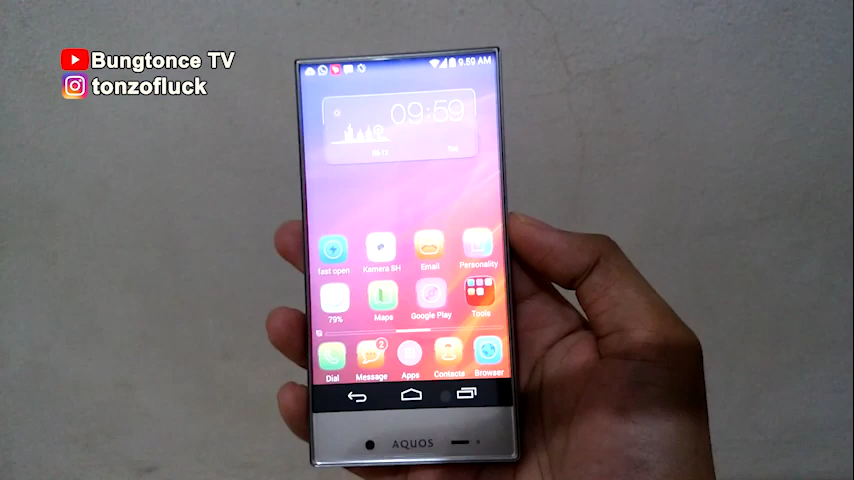 Bungtonce TV
tonzofluck
9.59 AM
09:59
Tue
fast open
Kamera SH
Email
Personality
79%
Maps
Google Play
Tools
2
Dial
Message
Apps
Contacts
Browser
AQUOS